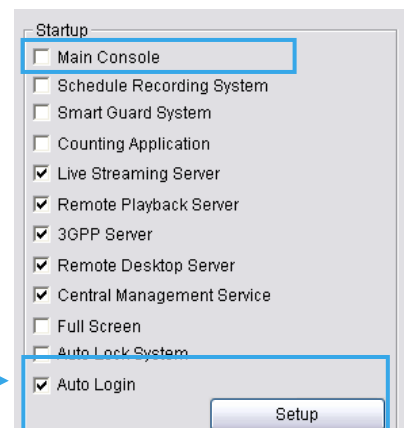 Startup
Main Console
Schedule Recording System
Smart Guard System
Counting Application
Live Streaming Server
Remote Playback Server
3GPP Server
Remote Desktop Server
Central Management Service
Full Screen
Auto Lock System
Auto Login
Setup